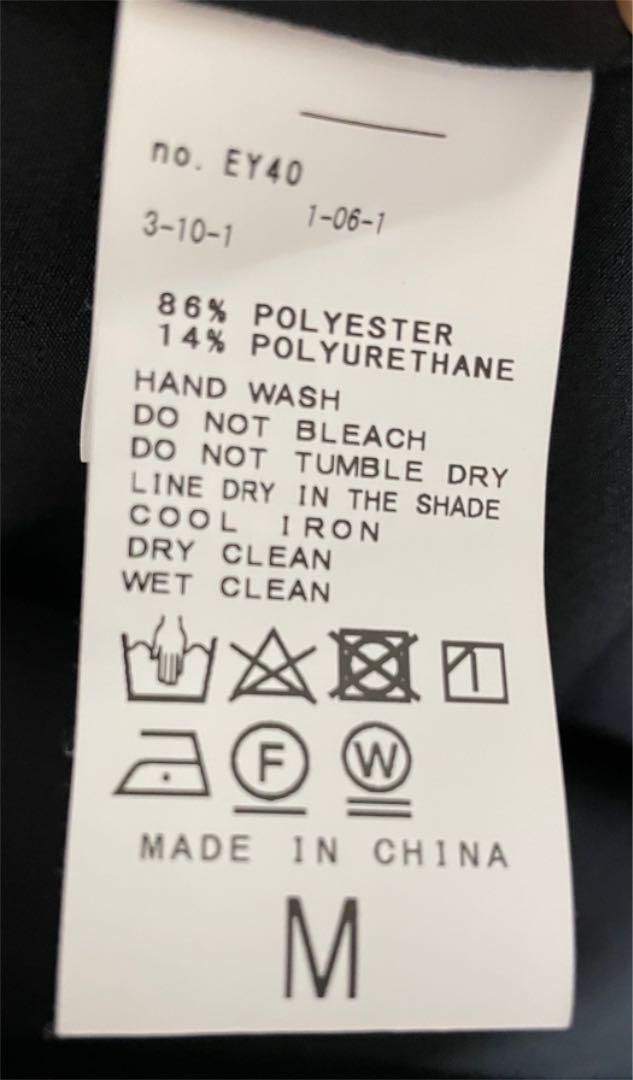 no. EY40
3-10-1 1-06-1
86% POLYESTER
14% POLYURETHANE
HAND WASH
DO NOT BLEACH
DO NOT TUMBLE DRY
LINE DRY IN THE SHADE
COOL IRON
DRY CLEAN
WET CLEAN
F W
MADE IN CHINA
M